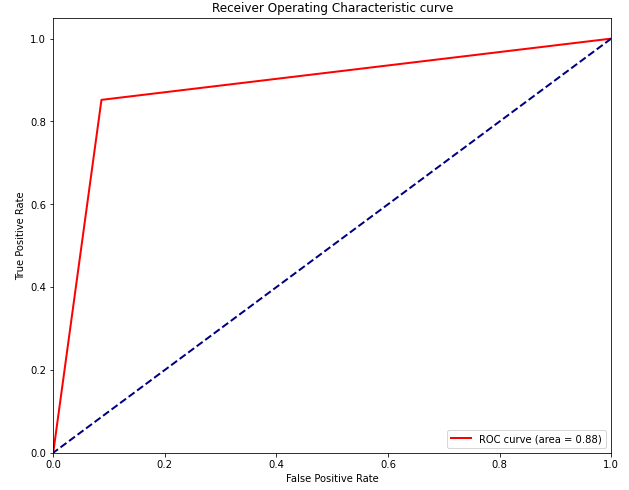 Receiver Operating Characteristic curve
True Positive Rate
1.0
0.8
0.6
0.4
0.2
0.0
ROC curve (area = 0.88)
0.0 0.2 0.4 0.6 0.8 1.0
False Positive Rate